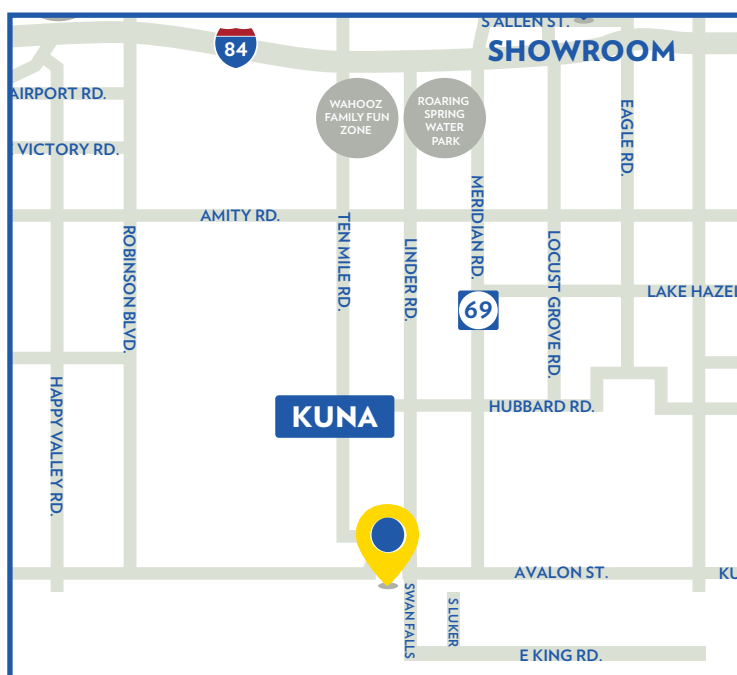 S ALLEN ST.
84
SHOWROOM
AIRPORT RD.
WAHOOZ
FAMILY FUN
ZONE
ROARING
SPRING
WATER
PARK
EAGLE RD.
VICTORY RD.
MERIDIAN RD.
AMITY RD.
ROBINSON BLVD.
TEN MILE RD.
LINDER RD.
LOCUST GROVE RD.
LAKE HAZEL
69
HAPPY VALLEY RD.
KUNA
HUBBARD RD.
AVALON ST.
KU
SWAN FALLS
S LUKER
E KING RD.